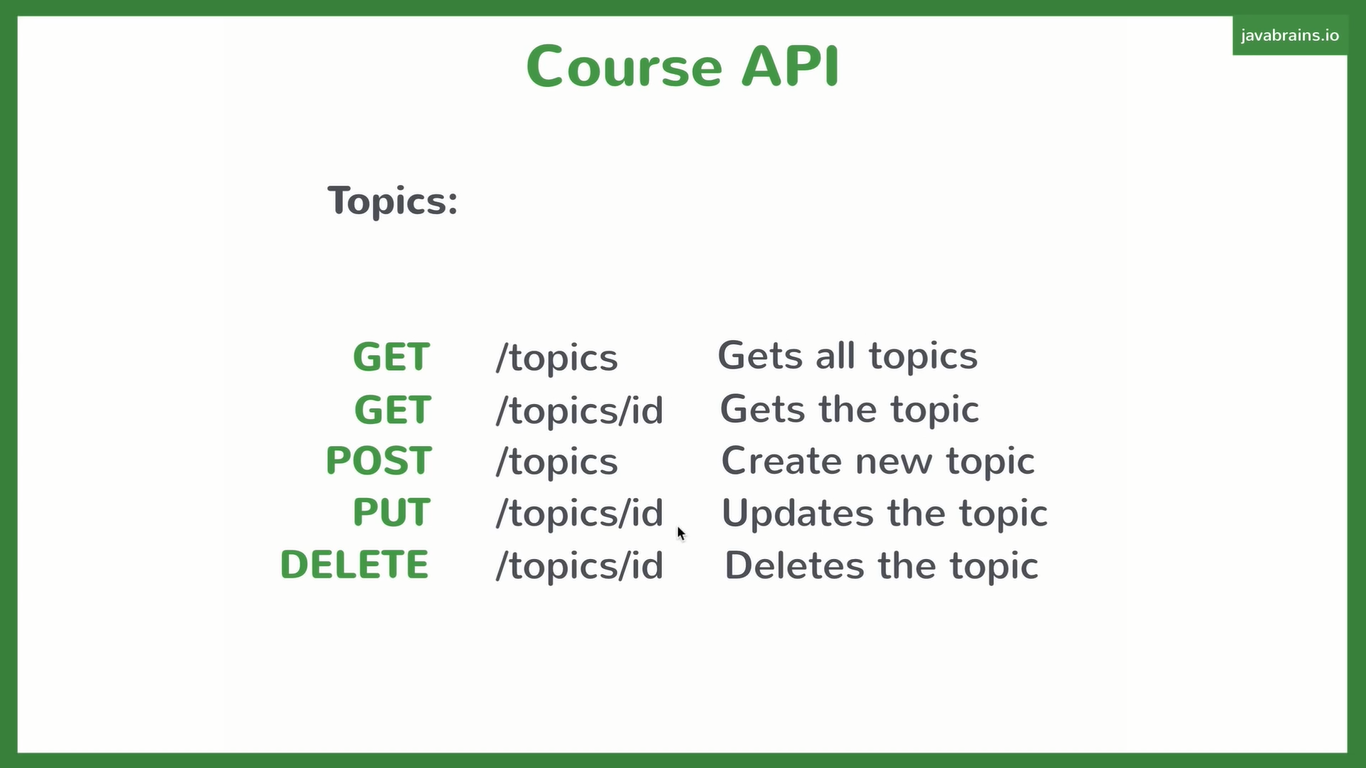 javabrains.io
Course API
Topics:
GET /topics Gets all topics
GET /topics/id Gets the topic
POST /topics Create new topic
PUT /topics/id Updates the topic
DELETE /topics/id Deletes the topic